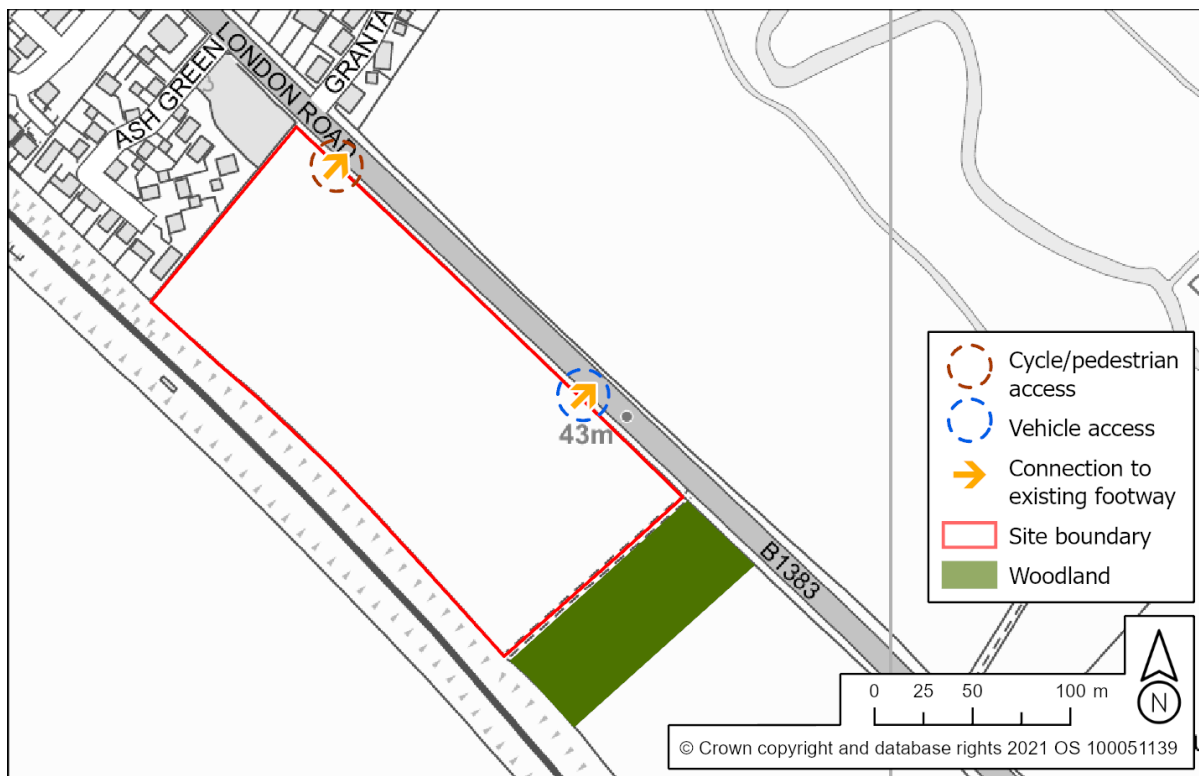 LONDON ROAD
GRANTA
ASH GREEN
43m
B1383
Cycle/pedestrian
access
Vehicle access
Connection to
existing footway
Site boundary
Woodland
0 25 50 100 m
N
© Crown copyright and database rights 2021 OS 100051139